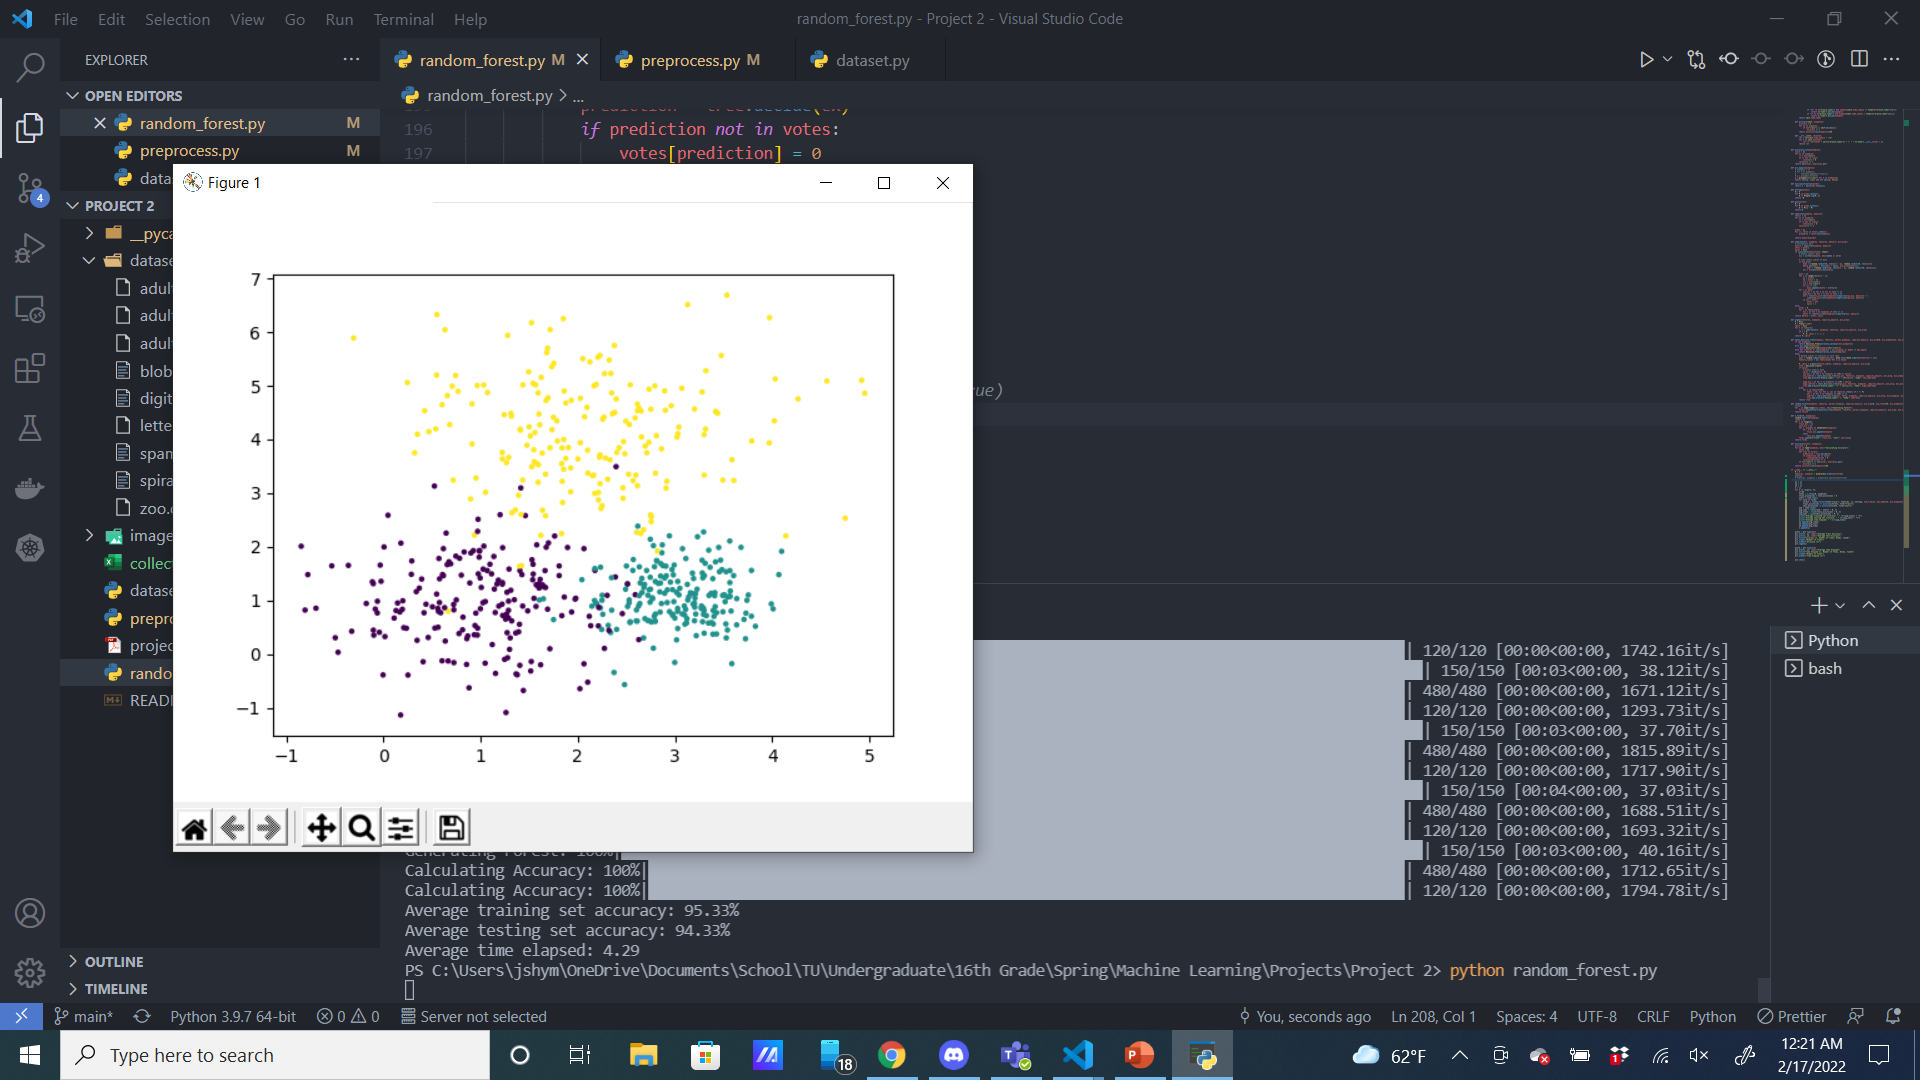 File Edit Selection View Go Run Terminal Help
random_forest.py - Project 2 - Visual Studio Code
EXPLORER
random_forest.py M
preprocess.py M
dataset.py
OPEN EDITORS
random_forest.py M
preprocess.py M
data
PROJECT 2
__pyca
datase
adul
adul
adul
blob
digit
lette
span
spira
zoo.
image
collec
datase
prepro
projec
rando
READ
OUTLINE
TIMELINE
random_forest.py > ...
196 if prediction not in votes:
197 votes[prediction] = 0
ue)
Figure 1
7
6
5
4
3
2
1
0
−1
−1 0 1 2 3 4 5
Python
bash
| 120/120 [00:00<00:00, 1742.16it/s]
| 150/150 [00:03<00:00, 38.12it/s]
| 480/480 [00:00<00:00, 1671.12it/s]
| 120/120 [00:00<00:00, 1293.73it/s]
| 150/150 [00:03<00:00, 37.70it/s]
| 480/480 [00:00<00:00, 1815.89it/s]
| 120/120 [00:00<00:00, 1717.90it/s]
| 150/150 [00:04<00:00, 37.03it/s]
| 480/480 [00:00<00:00, 1688.51it/s]
| 120/120 [00:00<00:00, 1693.32it/s]
Generating Forest: 100%| | 150/150 [00:03<00:00, 40.16it/s]
Calculating Accuracy: 100%| | 480/480 [00:00<00:00, 1712.65it/s]
Calculating Accuracy: 100%| | 120/120 [00:00<00:00, 1794.78it/s]
Average training set accuracy: 95.33%
Average testing set accuracy: 94.33%
Average time elapsed: 4.29
PS C:\Users\jshym\OneDrive\Documents\School\TU\Undergraduate\16th Grade\Spring\Machine Learning\Projects\Project 2> python random_forest.py
4
main* Python 3.9.7 64-bit 0 0 Server not selected
You, seconds ago Ln 208, Col 1 Spaces: 4 UTF-8 CRLF Python Prettier
Type here to search
18
62°F
1
12:21 AM
2/17/2022